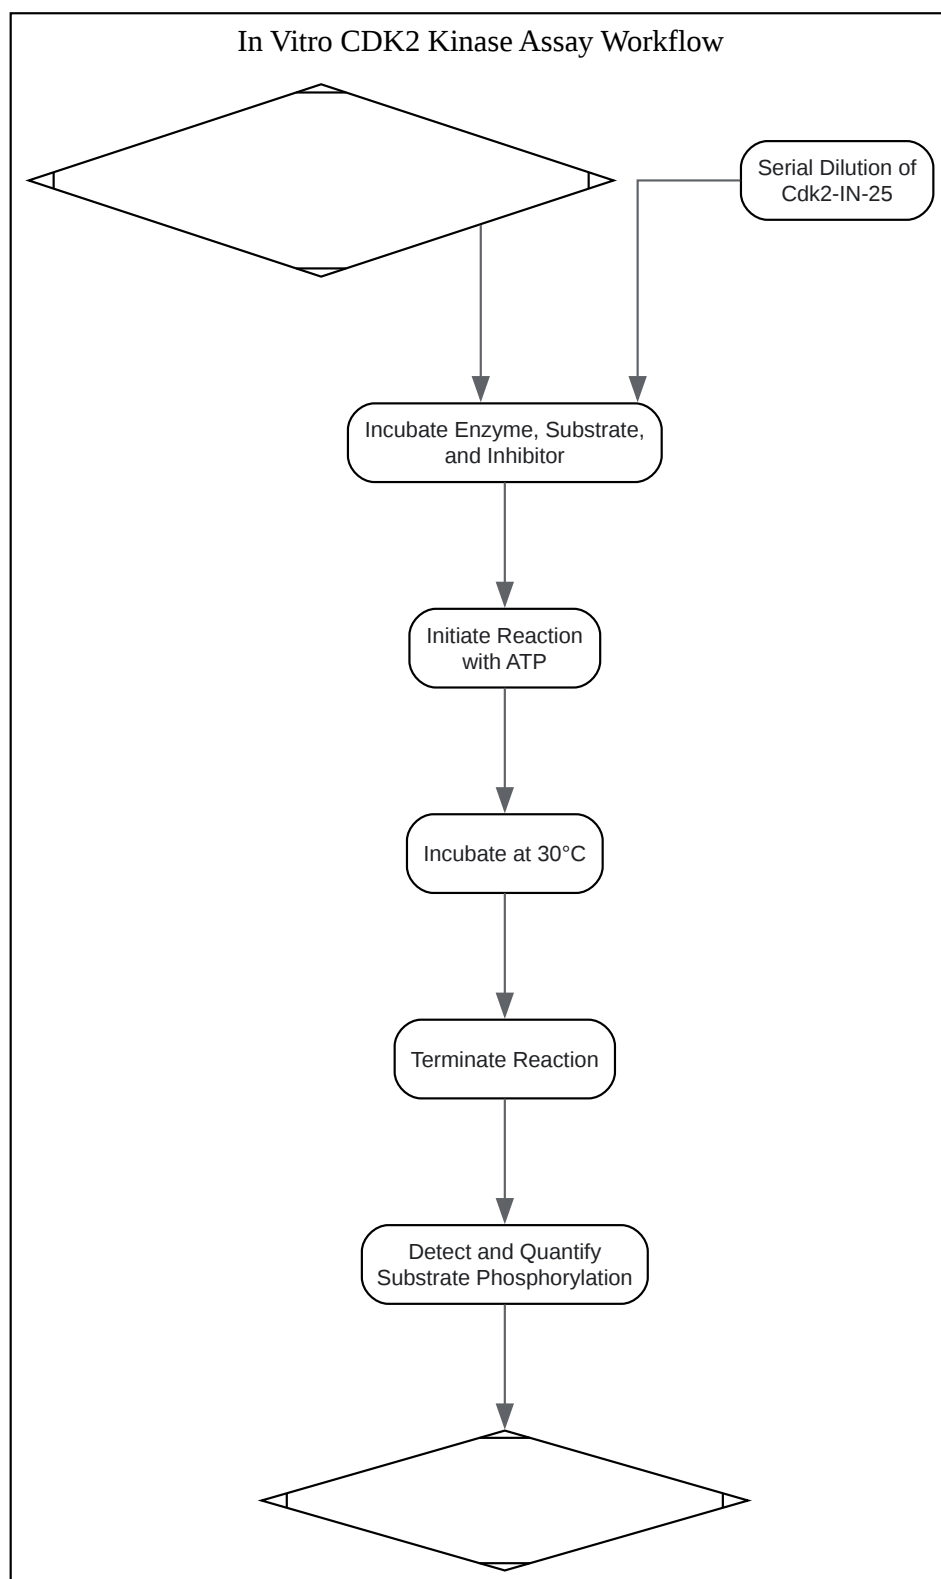 In Vitro CDK2 Kinase Assay Workflow
Serial Dilution of
Cdk2-IN-25
Incubate Enzyme, Substrate,
and Inhibitor
Initiate Reaction
with ATP
Incubate at 30°C
Terminate Reaction
Detect and Quantify
Substrate Phosphorylation